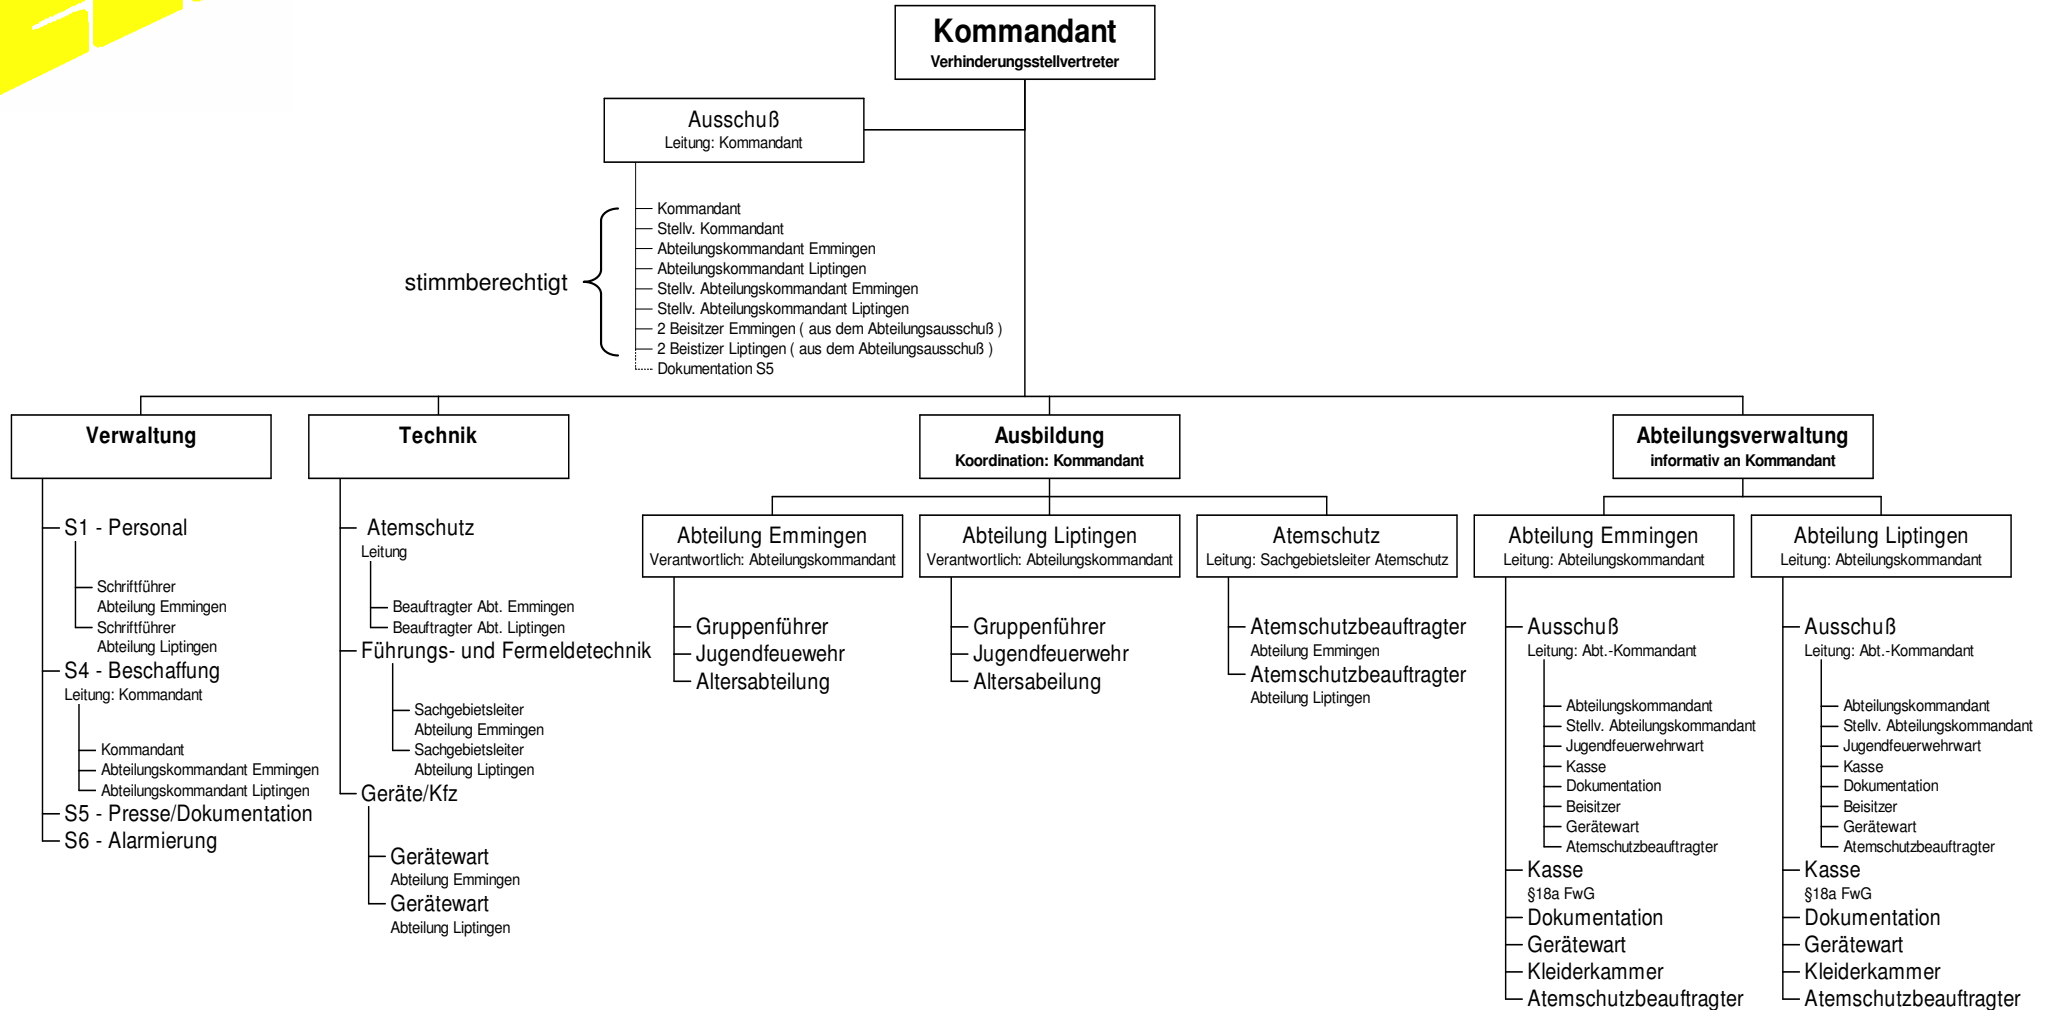 Kommandant
Verhinderungsstellvertreter
Ausschuß
Leitung: Kommandant
stimmberechtigt
Kommandant
Stellv. Kommandant
Abteilungskommandant Emmingen
Abteilungskommandant Liptingen
Stellv. Abteilungskommandant Emmingen
Stellv. Abteilungskommandant Liptingen
2 Beisitzer Emmingen ( aus dem Abteilungsausschuß )
2 Beistizer Liptingen ( aus dem Abteilungsausschuß )
Dokumentation S5
Verwaltung
S1 - Personal
Schriftführer
Abteilung Emmingen
Schriftführer
Abteilung Liptingen
S4 - Beschaffung
Leitung: Kommandant
Kommandant
Abteilungskommandant Emmingen
Abteilungskommandant Liptingen
S5 - Presse/Dokumentation
S6 - Alarmierung
Technik
Atemschutz
Leitung
Beauftragter Abt. Emmingen
Beauftragter Abt. Liptingen
Führungs- und Fermeldetechnik
Sachgebietsleiter
Abteilung Emmingen
Sachgebietsleiter
Abteilung Liptingen
Geräte/Kfz
Gerätewart
Abteilung Emmingen
Gerätewart
Abteilung Liptingen
Ausbildung
Koordination: Kommandant
Abteilung Emmingen
Verantwortlich: Abteilungskommandant
Gruppenführer
Jugendfeuewehr
Altersabteilung
Abteilung Liptingen
Verantwortlich: Abteilungskommandant
Gruppenführer
Jugendfeuerwehr
Altersabeilung
Atemschutz
Leitung: Sachgebietsleiter Atemschutz
Atemschutzbeauftragter
Abteilung Emmingen
Atemschutzbeauftragter
Abteilung Liptingen
Abteilungsverwaltung
informativ an Kommandant
Abteilung Emmingen
Leitung: Abteilungskommandant
Ausschuß
Leitung: Abt.-Kommandant
Abteilungskommandant
Stellv. Abteilungskommandant
Jugendfeuerwehrwart
Kasse
Dokumentation
Beisitzer
Gerätewart
Atemschutzbeauftragter
Kasse
§18a FwG
Dokumentation
Gerätewart
Kleiderkammer
Atemschutzbeauftragter
Abteilung Liptingen
Leitung: Abteilungskommandant
Ausschuß
Leitung: Abt.-Kommandant
Abteilungskommandant
Stellv. Abteilungskommandant
Jugendfeuerwehrwart
Kasse
Dokumentation
Beisitzer
Gerätewart
Atemschutzbeauftragter
Kasse
§18a FwG
Dokumentation
Gerätewart
Kleiderkammer
Atemschutzbeauftragter